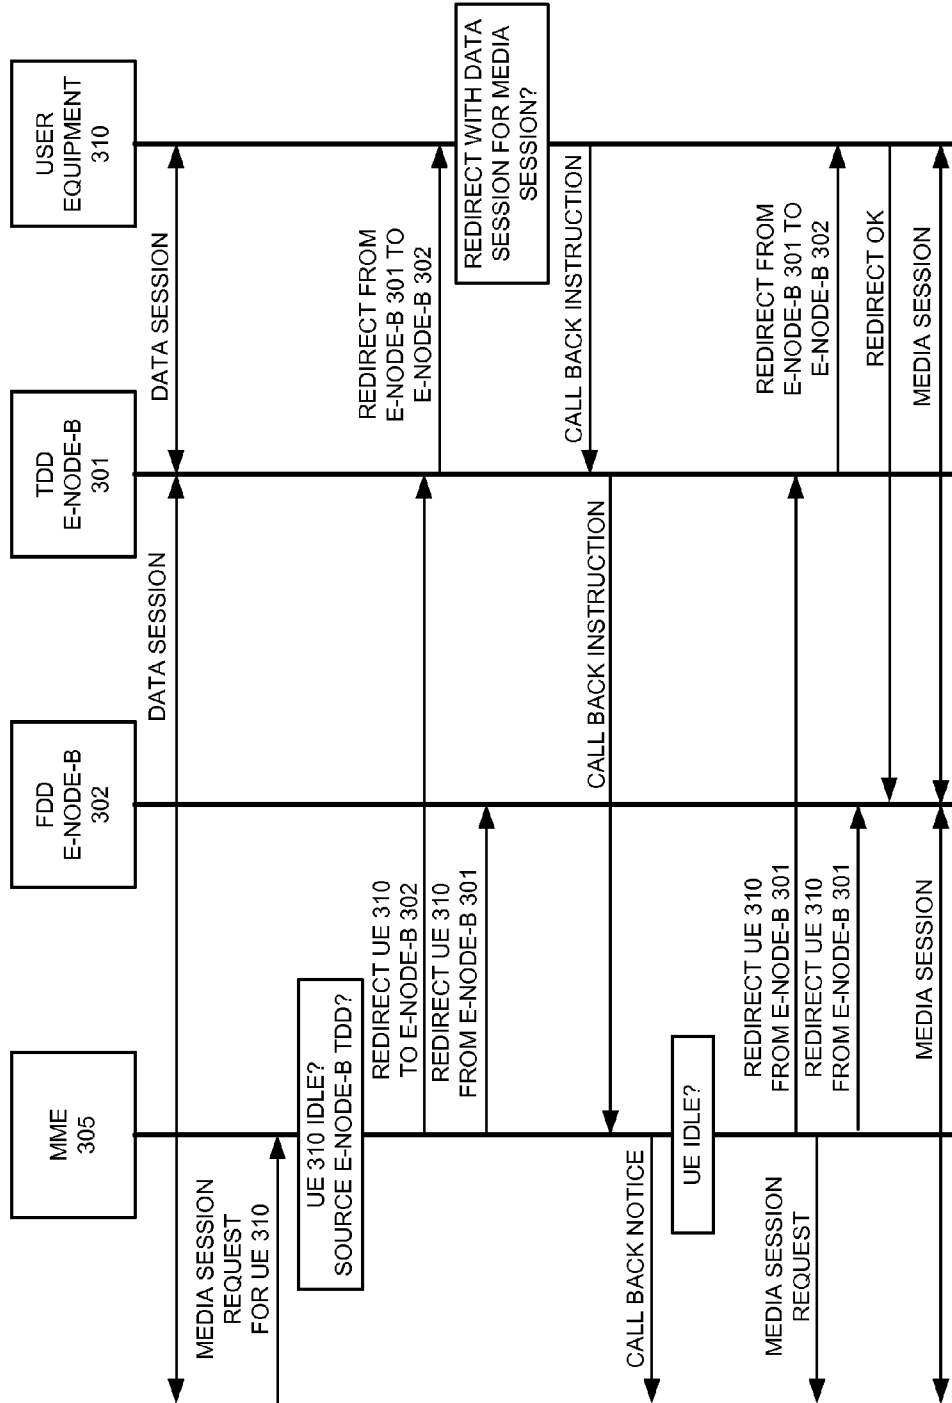 USER
EQUIPMENT
310
TDD
E-NODE-B
301
FDD
E-NODE-B
302
MME
305
DATA SESSION
DATA SESSION
MEDIA SESSION
REQUEST
FOR UE 310
UE 310 IDLE?
SOURCE E-NODE-B TDD?
REDIRECT UE 310
TO E-NODE-B 302
REDIRECT FROM
E-NODE-B 301 TO
E-NODE-B 302
REDIRECT UE 310
FROM E-NODE-B 301
REDIRECT WITH DATA
SESSION FOR MEDIA
SESSION?
CALL BACK INSTRUCTION
CALL BACK INSTRUCTION
CALL BACK NOTICE
UE IDLE?
REDIRECT UE 310
FROM E-NODE-B 301
MEDIA SESSION
REQUEST
REDIRECT FROM
E-NODE-B 301 TO
E-NODE-B 302
REDIRECT UE 310
FROM E-NODE-B 301
REDIRECT OK
MEDIA SESSION
MEDIA SESSION